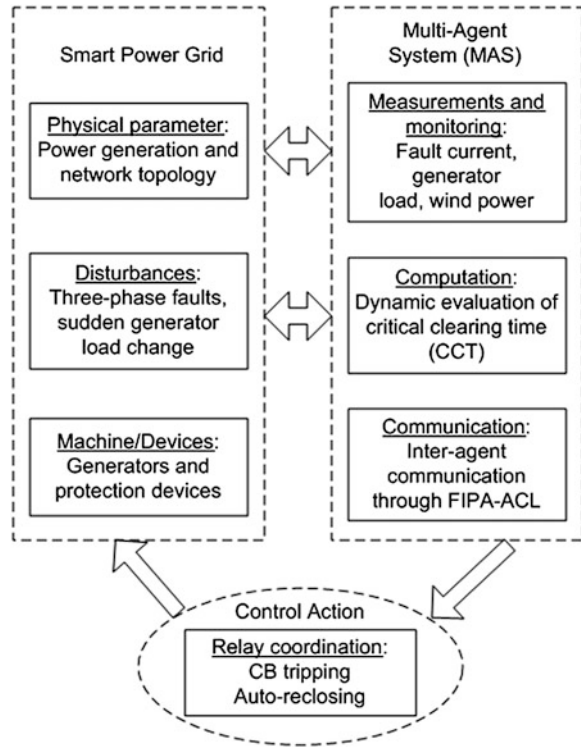 Smart Power Grid
Physical parameter:
Power generation and
network topology
Disturbances:
Three-phase faults,
sudden generator
load change
Machine/Devices:
Generators and
protection devices
Multi-Agent
System (MAS)
Measurements and
monitoring:
Fault current,
generator
load, wind power
Computation:
Dynamic evaluation of
critical clearing time
(CCT)
Communication:
Inter-agent
communication
through FIPA-ACL
Control Action
Relay coordination:
CB tripping
Auto-reclosing